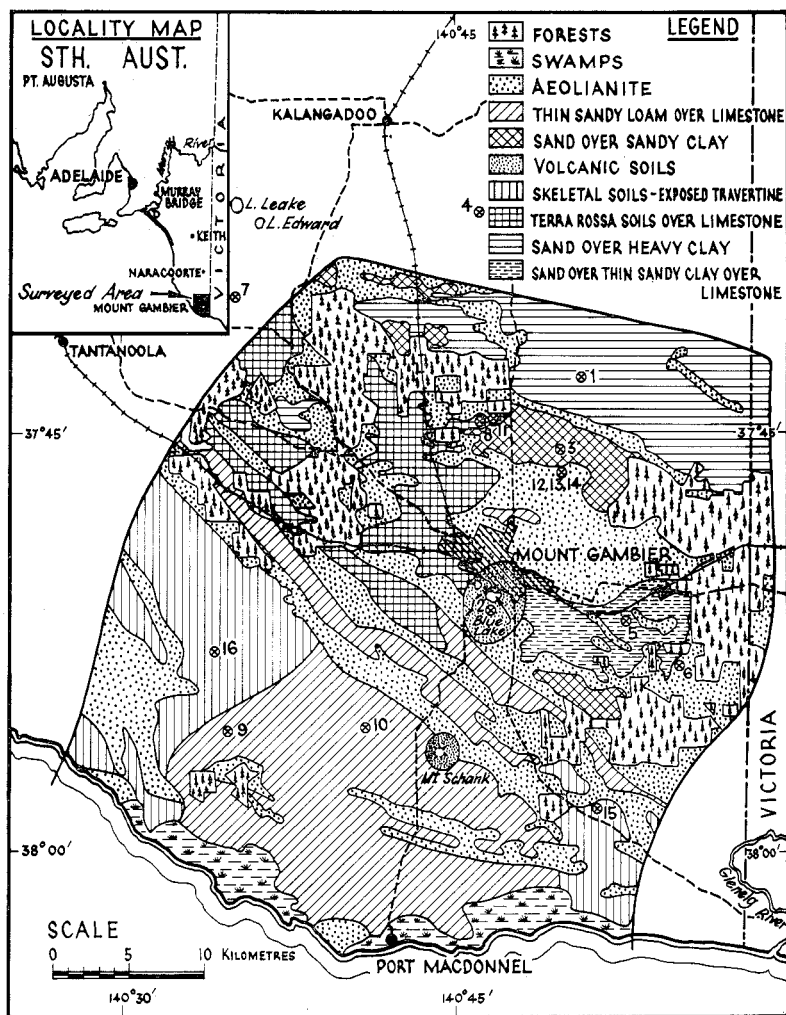 LOCALITY MAP
STH. AUST.
PT. AUGUSTA
ADELAIDE
Murray River
MURRAY
BRIDGE
KEITH
NARACOORTE
Surveyed Area
MOUNT GAMBIER
VICTORIA
LEGEND
FORESTS
SWAMPS
AEOLIANITE
THIN SANDY LOAM OVER LIMESTONE
SAND OVER SANDY CLAY
VOLCANIC SOILS
SKELETAL SOILS - EXPOSED TRAVERTINE
TERRA ROSSA SOILS OVER LIMESTONE
SAND OVER HEAVY CLAY
SAND OVER THIN SANDY CLAY OVER
LIMESTONE
140°45
KALANGADOO
L. Leake
L. Edward
4
7
TANTANOOLA
1
37°45'
37°45'
3
12,13,14
MOUNT GAMBIER
Blue
Lake
5
6
16
9
10
Mt Schank
15
VICTORIA
38°00'
38°00'
Glenelg River
SCALE
0 5 10 KILOMETRES
PORT MACDONNEL
140°30'
140°45'